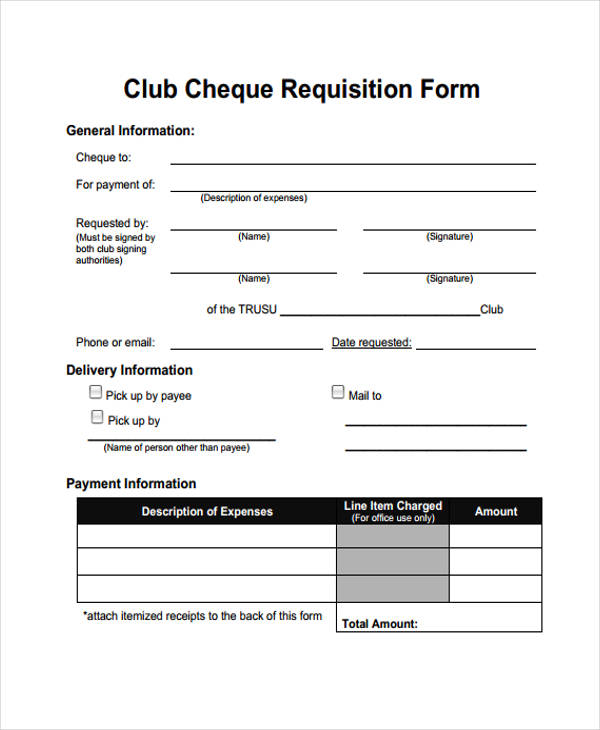 Club Cheque Requisition Form
General Information:
Cheque to:
For payment of:
(Description of expenses)
Requested by:
(Must be signed by
both club signing
authorities)
(Name) (Signature)
(Name) (Signature)
of the TRUSU Club
Phone or email: Date requested:
Delivery Information
Pick up by payee Mail to
Pick up by
(Name of person other than payee)
Payment Information
Description of Expenses Line Item Charged Amount
(For office use only)
*attach itemized receipts to the back of this form
Total Amount: